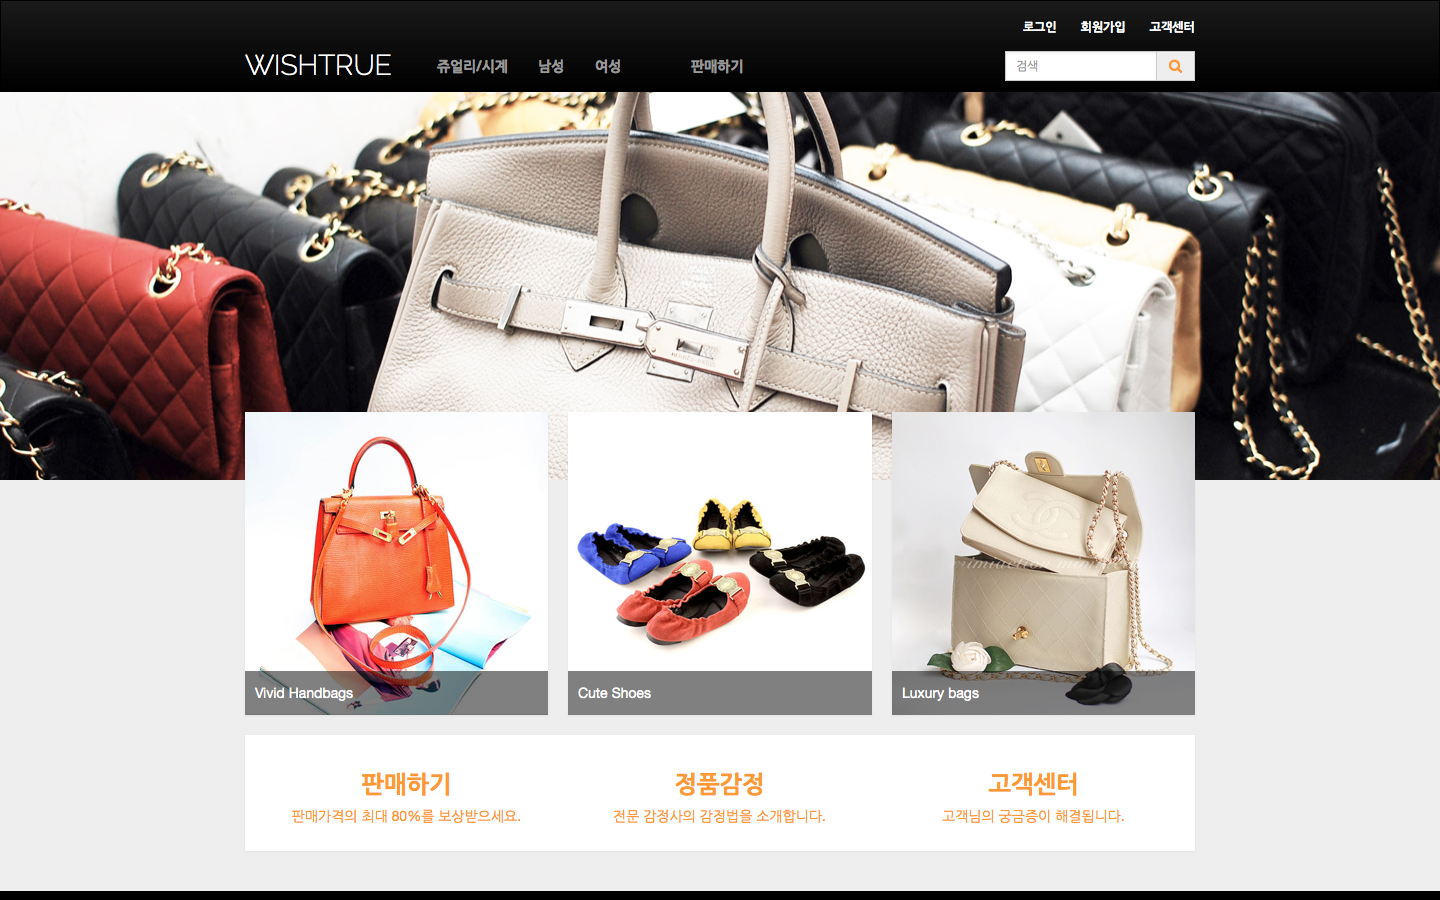 로그인 회원가입 고객센터
WISHTRUE 쥬얼리/시계 남성 여성 판매하기 검색
Vivid Handbags Cute Shoes Luxury bags
판매하기 정품감정 고객센터
판매가격의 최대 80%를 보상받으세요. 전문 감정사의 감정법을 소개합니다. 고객님의 궁금증이 해결됩니다.